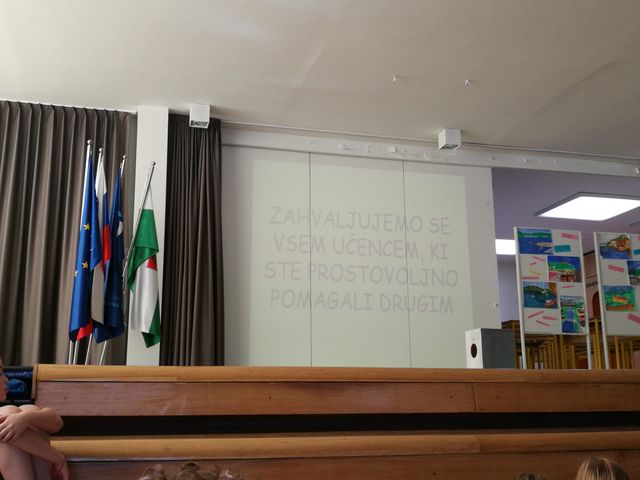 ZAHVALJUJEMO SE
VSEM UČENCEM, KI
STE PROSTOVOLJNO
POMAGALI DRUGIM